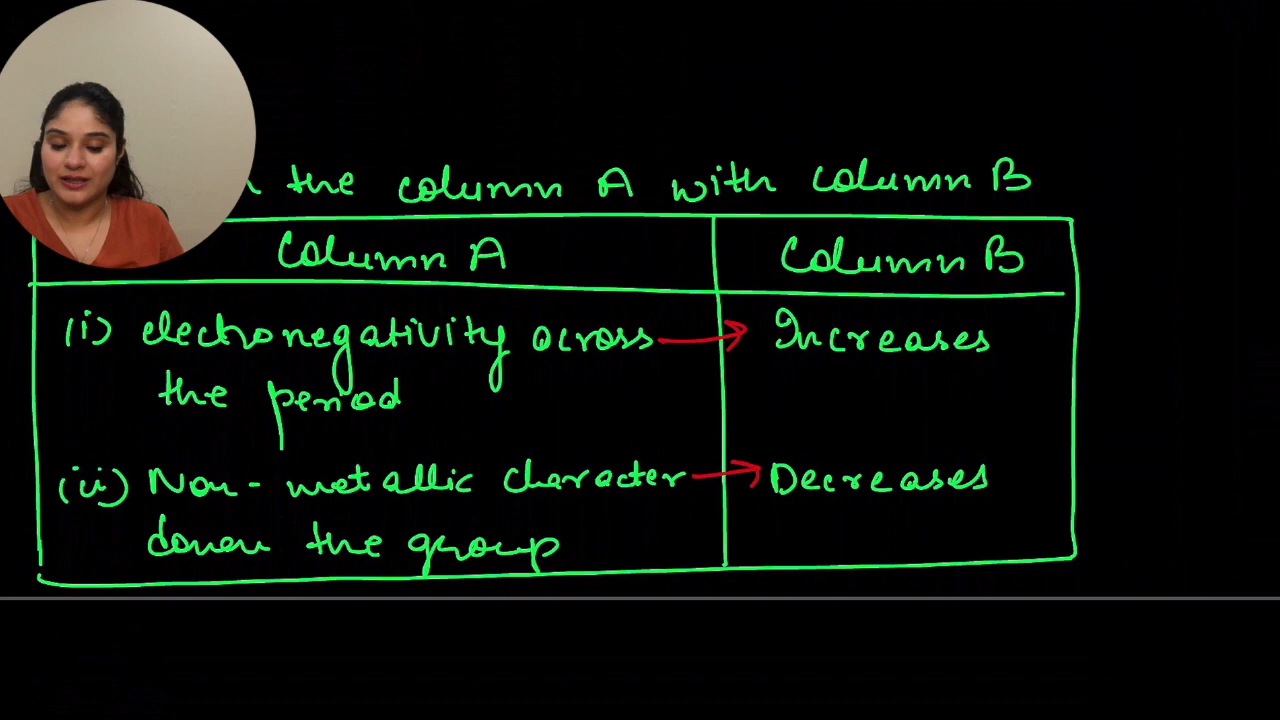 the column A with column B
Column A Column B
(i) electronegativity across → Increases
the period
(ii) Non-metallic character → Decreases
down the group